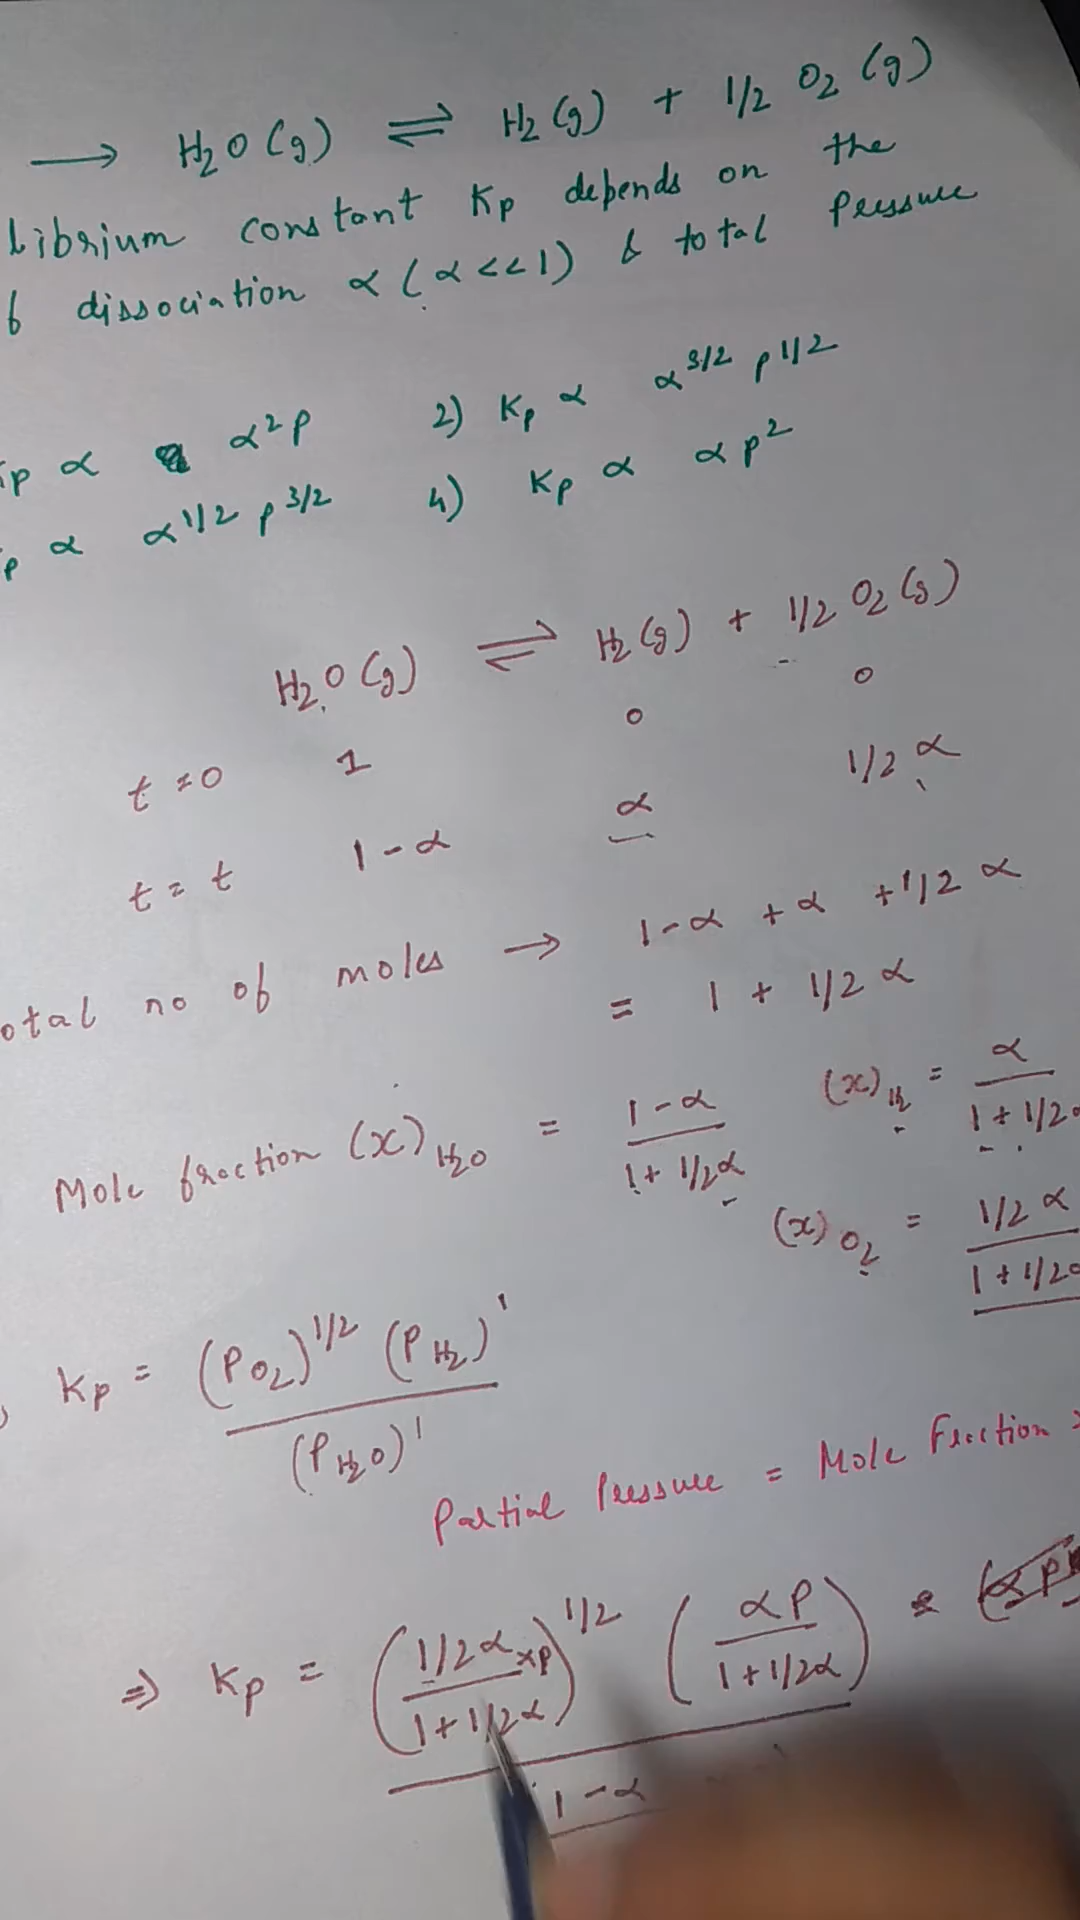 ⟶ H₂O(g) ⇌ H₂(g) + 1/2 O₂(g)
librium constant Kp depends on the
dissociation α (α<<1) & total Pressure
p ∝ α²P 2) Kp ∝ α^3/2 P^1/2
p ∝ α^1/2 P^3/2 4) Kp ∝ αP²
H₂O(g) ⇌ H₂(g) + 1/2 O₂(g)
t=0 1 0 0
t=t 1-α α 1/2 α
otal no of moles → 1-α + α + 1/2 α
= 1 + 1/2 α
Mole fraction (x)H₂O = (1-α)/(1+1/2α) (x)H₂ = α/(1+1/2α
(x)O₂ = (1/2 α)/(1+1/2α
Kp = (PO₂)^1/2 (PH₂)^1 / (PH₂O)^1
Partial Pressure = Mole Fraction
⇒ Kp = (1/2α×P/(1+1/2α))^1/2 (αP/(1+1/2α))
1-α